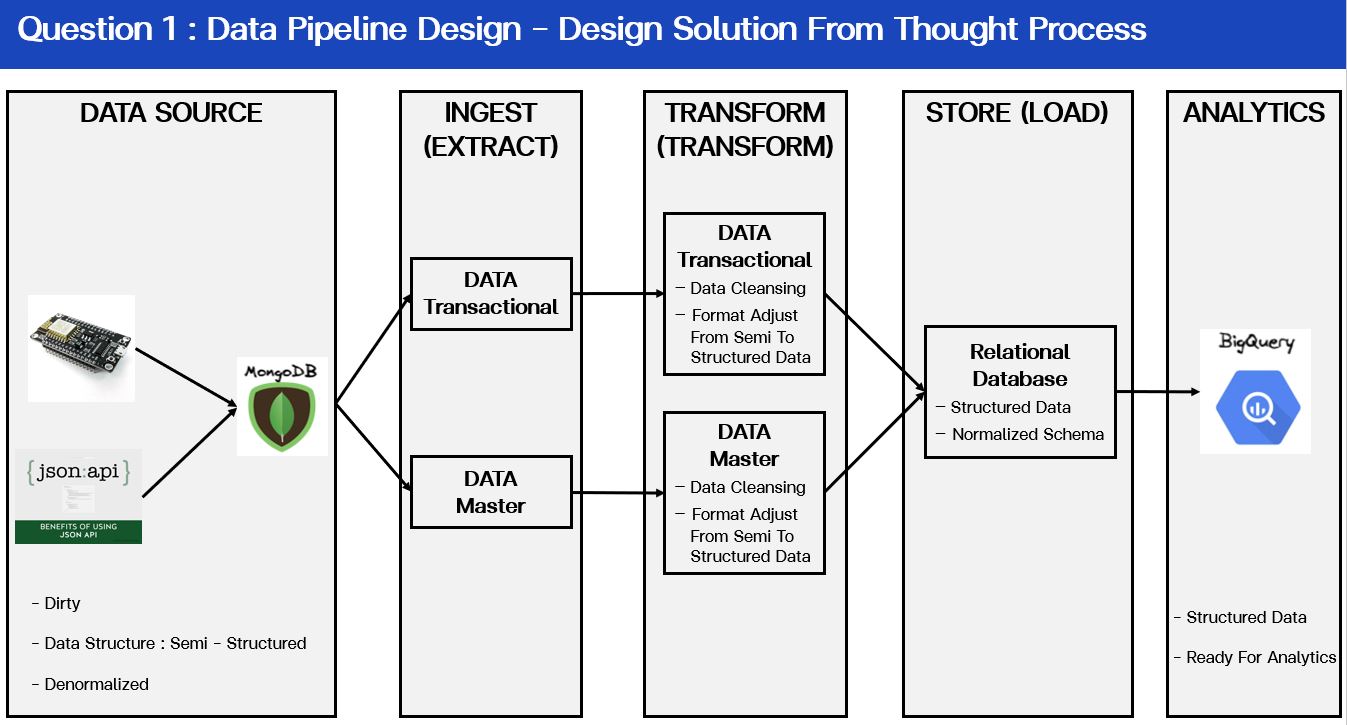 Question 1 : Data Pipeline Design – Design Solution From Thought Process
DATA SOURCE
MongoDB
{json:api}
BENEFITS OF USING
JSON API
- Dirty
- Data Structure : Semi - Structured
- Denormalized
INGEST
(EXTRACT)
DATA
Transactional
DATA
Master
TRANSFORM
(TRANSFORM)
DATA
Transactional
– Data Cleansing
– Format Adjust
From Semi To
Structured Data
DATA
Master
– Data Cleansing
– Format Adjust
From Semi To
Structured Data
STORE (LOAD)
Relational
Database
– Structured Data
– Normalized Schema
ANALYTICS
BigQuery
- Structured Data
- Ready For Analytics